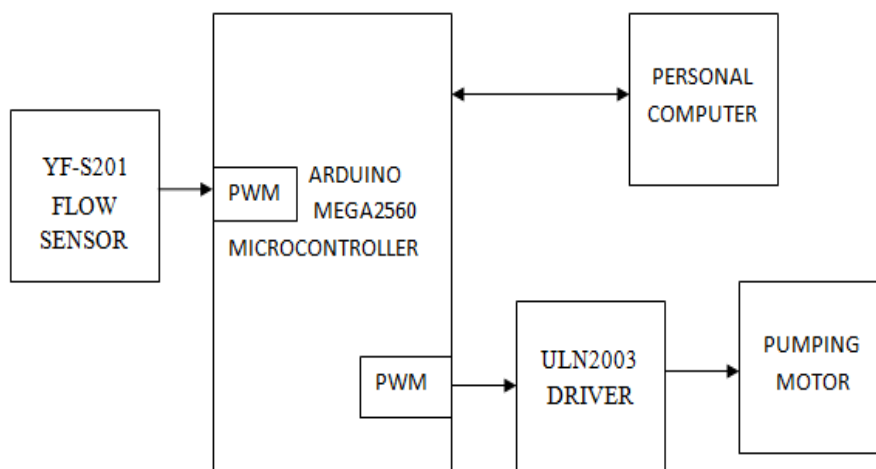 YF-S201
FLOW
SENSOR
PWM
ARDUINO
MEGA2560
MICROCONTROLLER
PERSONAL
COMPUTER
PWM
ULN2003
DRIVER
PUMPING
MOTOR